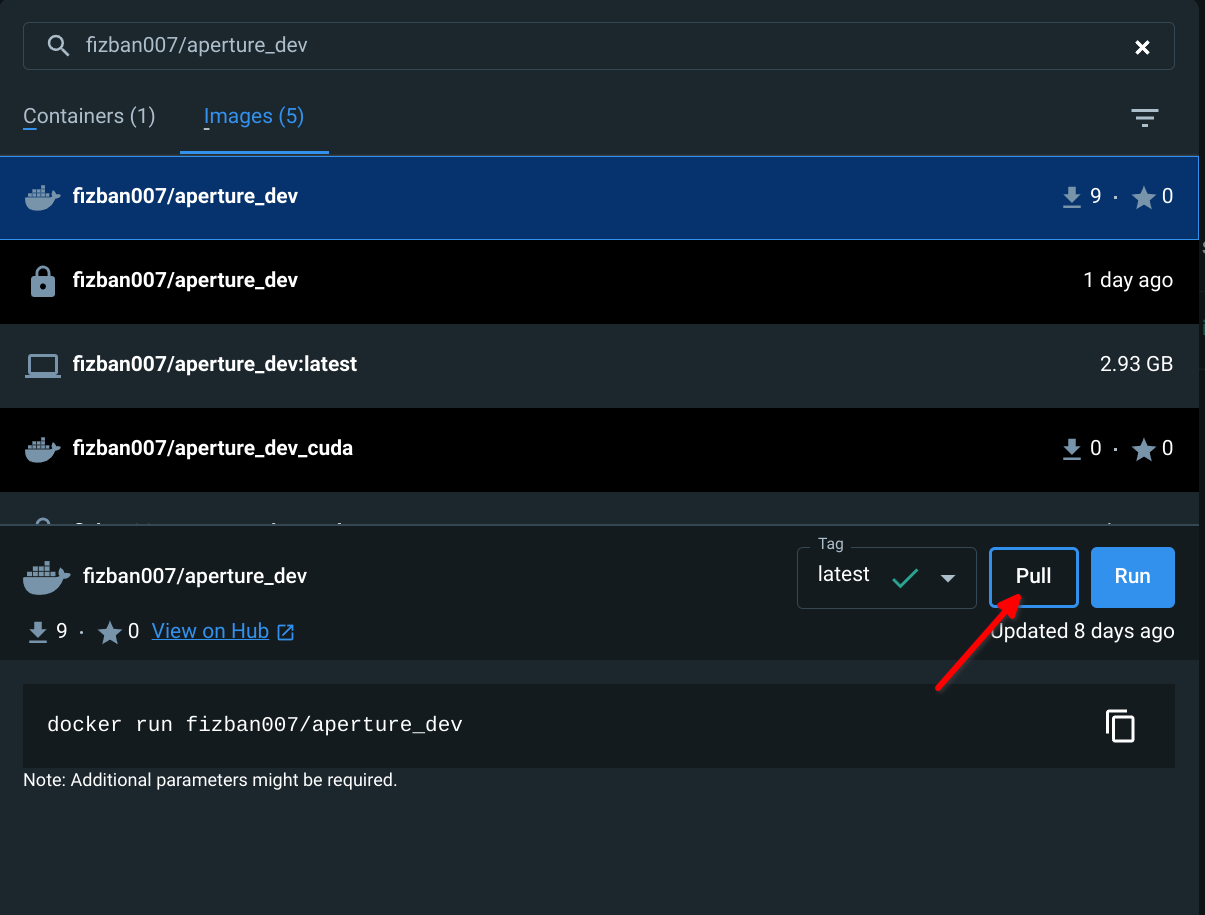 fizban007/aperture_dev
Containers (1) Images (5)
fizban007/aperture_dev 9 · 0
fizban007/aperture_dev 1 day ago
fizban007/aperture_dev:latest 2.93 GB
fizban007/aperture_dev_cuda 0 · 0
Tag
fizban007/aperture_dev latest Pull Run
9 · 0 View on Hub Updated 8 days ago
docker run fizban007/aperture_dev
Note: Additional parameters might be required.